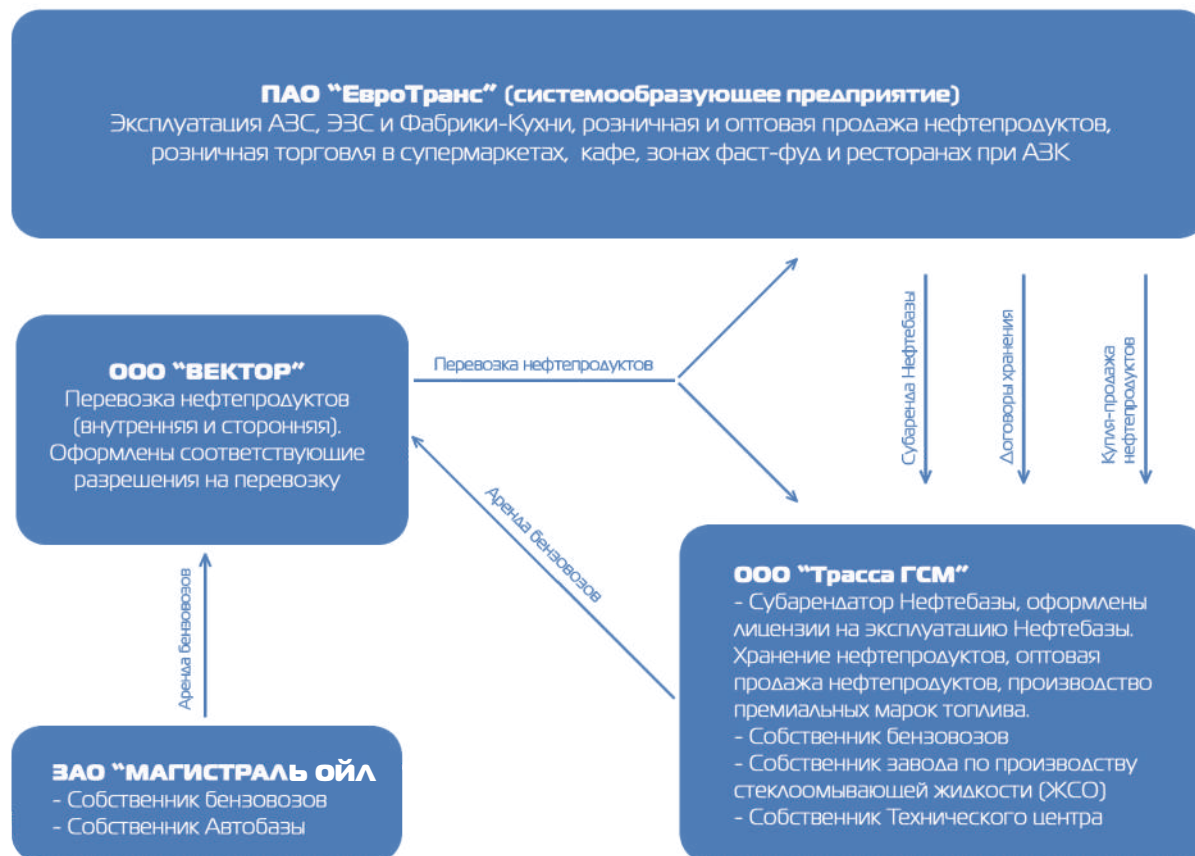 ПАО “ЕвроТранс” (системообразующее предприятие)
Эксплуатация АЗС, ЭЗС и Фабрики-Кухни, розничная и оптовая продажа нефтепродуктов,
розничная торговля в супермаркетах, кафе, зонах фаст-фуд и ресторанах при АЗК
ООО “ВЕКТОР”
Перевозка нефтепродуктов
(внутренняя и сторонняя).
Оформлены соответствующие
разрешения на перевозку
Перевозка нефтепродуктов
Субаренда Нефтебазы
Договоры хранения
Купля-продажа
нефтепродуктов
Аренда бензовозов
Аренда бензовозов
ООО “Трасса ГСМ”
- Субарендатор Нефтебазы, оформлены
лицензии на эксплуатацию Нефтебазы.
Хранение нефтепродуктов, оптовая
продажа нефтепродуктов, производство
премиальных марок топлива.
- Собственник бензовозов
- Собственник завода по производству
стеклоомывающей жидкости (ЖСО)
- Собственник Технического центра
ЗАО “МАГИСТРАЛЬ ОЙЛ
- Собственник бензовозов
- Собственник Автобазы